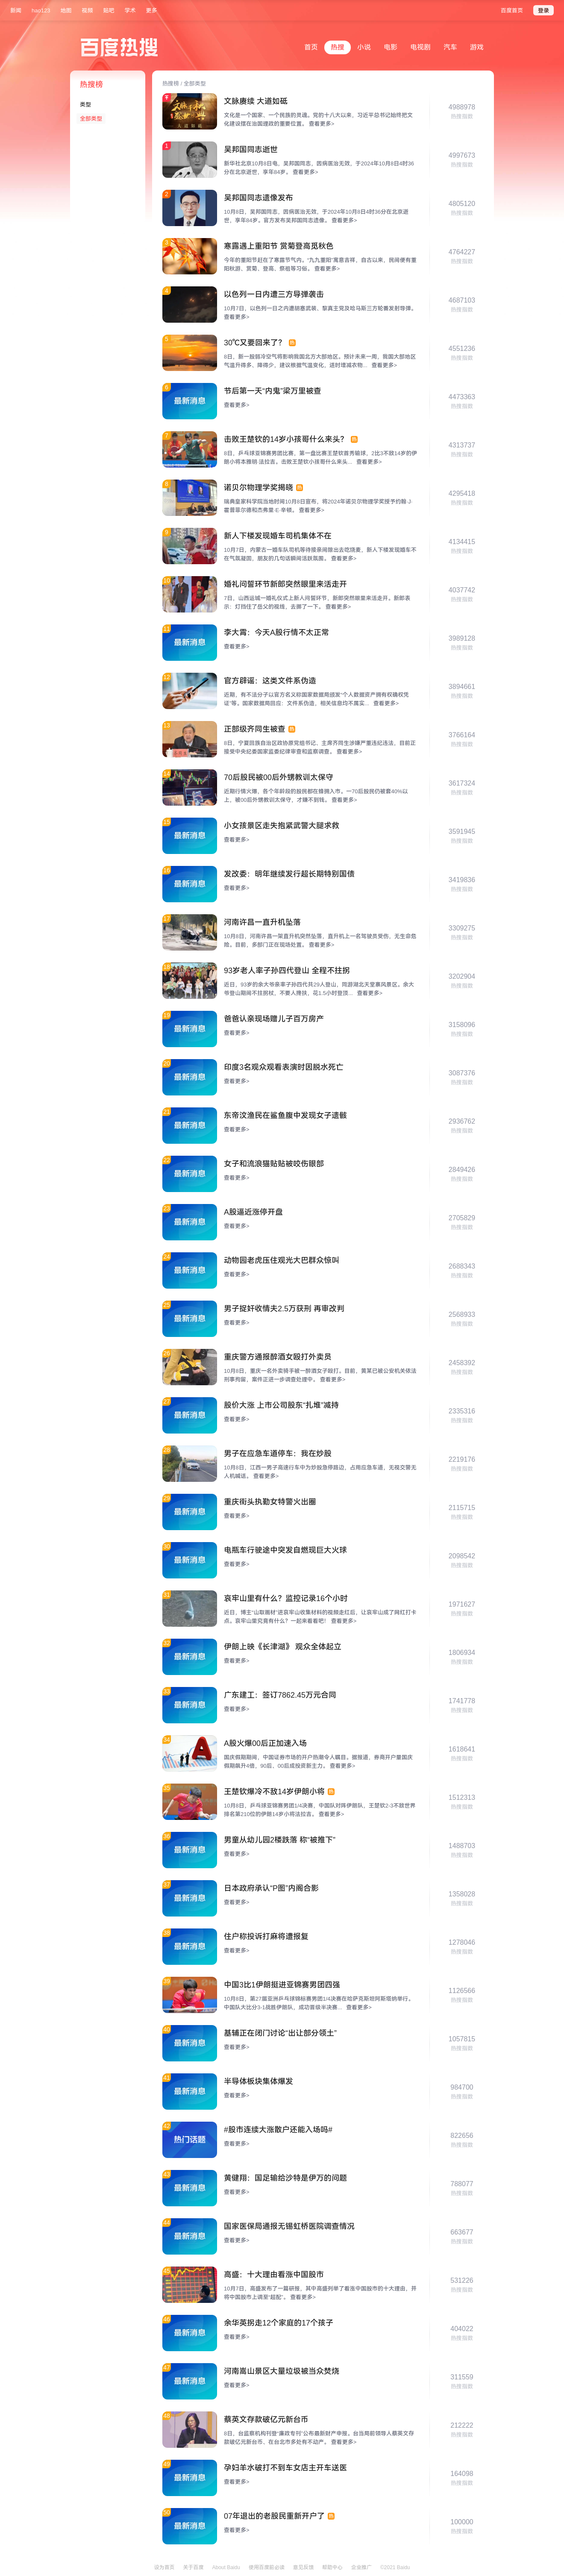 新闻 hao123 地图 视频 贴吧 学术 更多 百度首页 登录
百度热搜
首页 热搜 小说 电影 电视剧 汽车 游戏
热搜榜
类型
全部类型
热搜榜 / 全部类型
文脉赓续 大道如砥
文化是一个国家、一个民族的灵魂。党的十八大以来，习近平总书记始终把文
化建设摆在治国理政的重要位置。 查看更多>
4988978
热搜指数
1
吴邦国同志逝世
新华社北京10月8日电，吴邦国同志，因病医治无效，于2024年10月8日4时36
分在北京逝世，享年84岁。 查看更多>
4997673
热搜指数
2
吴邦国同志遗像发布
10月8日，吴邦国同志，因病医治无效，于2024年10月8日4时36分在北京逝
世，享年84岁。官方发布吴邦国同志遗像。 查看更多>
4805120
热搜指数
3
寒露遇上重阳节 赏菊登高觅秋色
今年的重阳节赶在了寒露节气内。“九九重阳”寓意吉祥，自古以来，民间便有重
阳秋游、赏菊、登高、祭祖等习俗。 查看更多>
4764227
热搜指数
4
以色列一日内遭三方导弹袭击
10月7日，以色列一日之内遭胡塞武装、黎真主党及哈马斯三方轮番发射导弹。
查看更多>
4687103
热搜指数
5
30℃又要回来了？ 热
8日，新一股弱冷空气将影响我国北方大部地区。预计未来一周，我国大部地区
气温升得多、降得少，建议根据气温变化，适时增减衣物... 查看更多>
4551236
热搜指数
6
最新消息
节后第一天“内鬼”梁万里被查
查看更多>
4473363
热搜指数
7
击败王楚钦的14岁小孩哥什么来头？ 热
8日，乒乓球亚锦赛男团比赛，第一盘比赛王楚钦首秀输球，2比3不敌14岁的伊
朗小将本雅明·法拉吉。击败王楚钦小孩哥什么来头... 查看更多>
4313737
热搜指数
8
诺贝尔物理学奖揭晓 热
瑞典皇家科学院当地时间10月8日宣布，将2024年诺贝尔物理学奖授予约翰·J·
霍普菲尔德和杰弗里·E·辛顿。 查看更多>
4295418
热搜指数
9
新人下楼发现婚车司机集体不在
10月7日，内蒙古一婚车队司机等待接亲间隙出去吃烧麦，新人下楼发现婚车不
在气氛凝固，朋友的几句话瞬间活跃氛围。 查看更多>
4134415
热搜指数
10
婚礼问誓环节新郎突然眼里来活走开
7日，山西运城一婚礼仪式上新人问誓环节，新郎突然眼里来活走开。新郎表
示：灯挡住了岳父的视线，去挪了一下。 查看更多>
4037742
热搜指数
11
最新消息
李大霄：今天A股行情不太正常
查看更多>
3989128
热搜指数
12
官方辟谣：这类文件系伪造
近期，有不法分子以官方名义称国家数据局颁发“个人数据资产拥有权确权凭
证”等。国家数据局回应：文件系伪造，相关信息均不属实... 查看更多>
3894661
热搜指数
13
正部级齐同生被查 热
8日，宁夏回族自治区政协原党组书记、主席齐同生涉嫌严重违纪违法，目前正
接受中央纪委国家监委纪律审查和监察调查。 查看更多>
3766164
热搜指数
14
70后股民被00后外甥教训太保守
近期行情火爆，各个年龄段的股民都在稳拥入市。一70后股民仍被套40%以
上，被00后外甥教训太保守，才赚不到钱。 查看更多>
3617324
热搜指数
15
最新消息
小女孩景区走失抱紧武警大腿求救
查看更多>
3591945
热搜指数
16
最新消息
发改委：明年继续发行超长期特别国债
查看更多>
3419836
热搜指数
17
河南许昌一直升机坠落
10月8日，河南许昌一架直升机突然坠落，直升机上一名驾驶员受伤，无生命危
险。目前，多部门正在现场处置。 查看更多>
3309275
热搜指数
18
93岁老人率子孙四代登山 全程不拄拐
近日，93岁的余大爷亲率子孙四代共29人登山，同游湖北天堂寨风景区。余大
爷登山期间不拄拐杖，不要人搀扶，花1.5小时登顶... 查看更多>
3202904
热搜指数
19
最新消息
爸爸认亲现场赠儿子百万房产
查看更多>
3158096
热搜指数
20
最新消息
印度3名观众观看表演时因脱水死亡
查看更多>
3087376
热搜指数
21
最新消息
东帝汶渔民在鲨鱼腹中发现女子遗骸
查看更多>
2936762
热搜指数
22
最新消息
女子和流浪猫贴贴被咬伤眼部
查看更多>
2849426
热搜指数
23
最新消息
A股逼近涨停开盘
查看更多>
2705829
热搜指数
24
最新消息
动物园老虎压住观光大巴群众惊叫
查看更多>
2688343
热搜指数
25
最新消息
男子捉奸收情夫2.5万获刑 再审改判
查看更多>
2568933
热搜指数
26
重庆警方通报醉酒女殴打外卖员
10月8日，重庆一名外卖骑手被一醉酒女子殴打。目前，黄某已被公安机关依法
刑事拘留，案件正进一步调查处理中。 查看更多>
2458392
热搜指数
27
最新消息
股价大涨 上市公司股东“扎堆”减持
查看更多>
2335316
热搜指数
28
男子在应急车道停车：我在炒股
10月8日，江西一男子高速行车中为炒股急停路边，占用应急车道，无视交警无
人机喊话。 查看更多>
2219176
热搜指数
29
最新消息
重庆街头执勤女特警火出圈
查看更多>
2115715
热搜指数
30
最新消息
电瓶车行驶途中突发自燃现巨大火球
查看更多>
2098542
热搜指数
31
哀牢山里有什么？监控记录16个小时
近日，博主“山取器材”进哀牢山收集材料的视频走红后，让哀牢山成了网红打卡
点。哀牢山里究竟有什么？一起来看看吧！ 查看更多>
1971627
热搜指数
32
最新消息
伊朗上映《长津湖》 观众全体起立
查看更多>
1806934
热搜指数
33
最新消息
广东建工：签订7862.45万元合同
查看更多>
1741778
热搜指数
34
A股火爆00后正加速入场
国庆假期期间，中国证券市场的开户热潮令人瞩目。据报道，券商开户量国庆
假期飙升4倍，90后、00后成投资新主力。 查看更多>
1618641
热搜指数
35
王楚钦爆冷不敌14岁伊朗小将 热
10月8日，乒乓球亚锦赛男团1/4决赛，中国队对阵伊朗队，王楚钦2-3不敌世界
排名第210位的伊朗14岁小将法拉吉。 查看更多>
1512313
热搜指数
36
最新消息
男童从幼儿园2楼跌落 称“被推下”
查看更多>
1488703
热搜指数
37
最新消息
日本政府承认“P图”内阁合影
查看更多>
1358028
热搜指数
38
最新消息
住户称投诉打麻将遭报复
查看更多>
1278046
热搜指数
39
中国3比1伊朗挺进亚锦赛男团四强
10月8日，第27届亚洲乒乓球锦标赛男团1/4决赛在哈萨克斯坦阿斯塔纳举行。
中国队大比分3-1战胜伊朗队，成功晋级半决赛... 查看更多>
1126566
热搜指数
40
最新消息
基辅正在闭门讨论“出让部分领土”
查看更多>
1057815
热搜指数
41
最新消息
半导体板块集体爆发
查看更多>
984700
热搜指数
42
热门话题
#股市连续大涨散户还能入场吗#
查看更多>
822656
热搜指数
43
最新消息
黄健翔：国足输给沙特是伊万的问题
查看更多>
788077
热搜指数
44
最新消息
国家医保局通报无锡虹桥医院调查情况
查看更多>
663677
热搜指数
45
高盛：十大理由看涨中国股市
10月7日，高盛发布了一篇研报，其中高盛列举了看涨中国股市的十大理由，并
将中国股市上调至“超配”。 查看更多>
531226
热搜指数
46
最新消息
余华英拐走12个家庭的17个孩子
查看更多>
404022
热搜指数
47
最新消息
河南嵩山景区大量垃圾被当众焚烧
查看更多>
311559
热搜指数
48
蔡英文存款破亿元新台币
8日，台监察机构刊登“廉政专刊”公布最新财产申报。台当局前领导人蔡英文存
款破亿元新台币，在台北市多处有不动产。 查看更多>
212222
热搜指数
49
最新消息
孕妇羊水破打不到车女店主开车送医
查看更多>
164098
热搜指数
50
最新消息
07年退出的老股民重新开户了 热
查看更多>
100000
热搜指数
设为首页 关于百度 About Baidu 使用百度前必读 意见反馈 帮助中心 企业推广 ©2021 Baidu